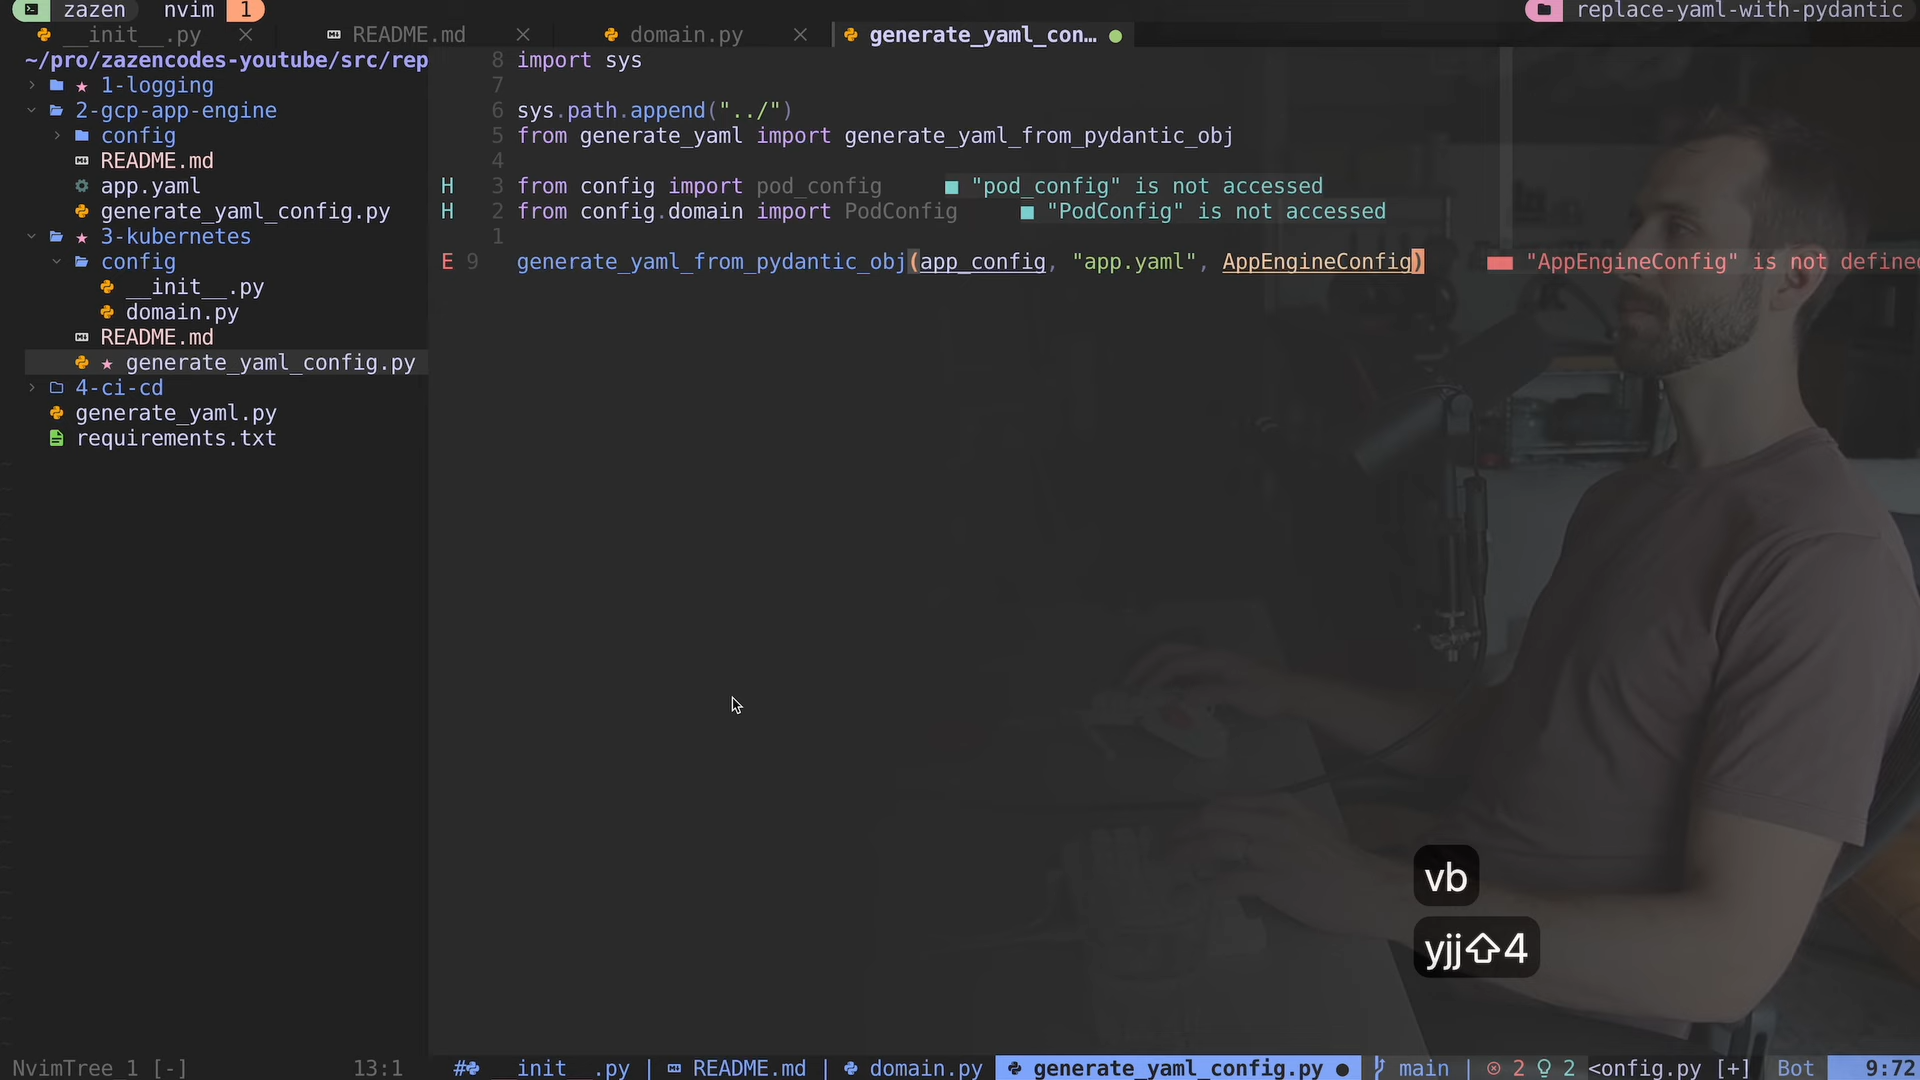 zazen nvim 1 replace-yaml-with-pydantic
__init__.py README.md domain.py generate_yaml_con…
~/pro/zazencodes-youtube/src/rep
1-logging
2-gcp-app-engine
config
README.md
app.yaml
generate_yaml_config.py
3-kubernetes
config
__init__.py
domain.py
README.md
generate_yaml_config.py
4-ci-cd
generate_yaml.py
requirements.txt
8 import sys
7
6 sys.path.append("../")
5 from generate_yaml import generate_yaml_from_pydantic_obj
4
H 3 from config import pod_config ■ "pod_config" is not accessed
H 2 from config.domain import PodConfig ■ "PodConfig" is not accessed
1
E 9 generate_yaml_from_pydantic_obj(app_config, "app.yaml", AppEngineConfig) ■■ "AppEngineConfig" is not defined
vb
yjj⇧4
NvimTree 1 [-] 13:1 # __init__.py | README.md | domain.py generate_yaml_config.py ● main | 2 2 <onfig.py [+] Bot 9:72